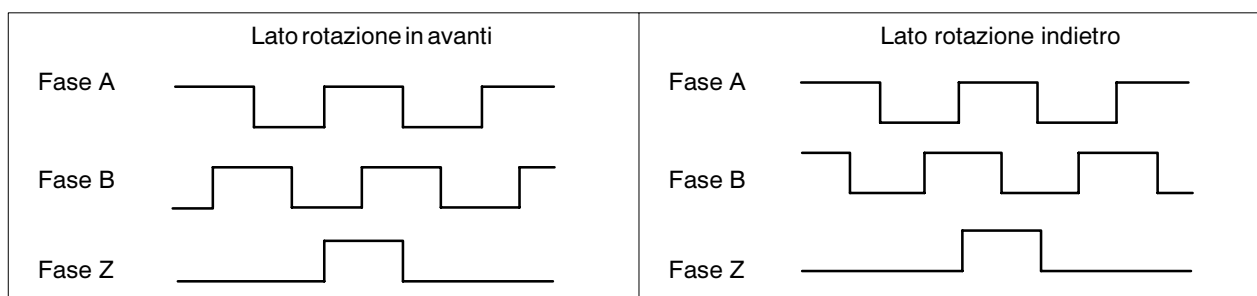 Lato rotazione in avanti
Fase A
Fase B
Fase Z
Lato rotazione indietro
Fase A
Fase B
Fase Z